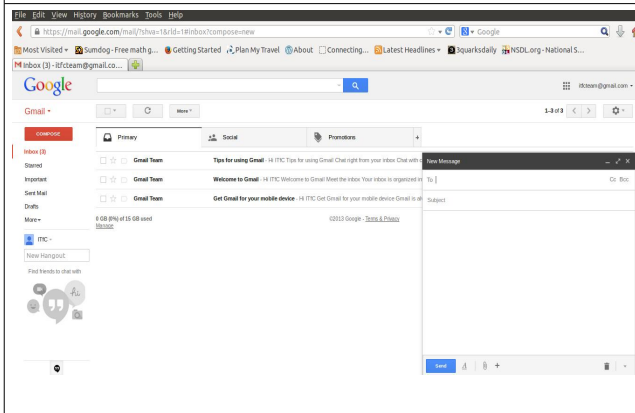 File Edit View History Bookmarks Tools Help
https://mail.google.com/mail/?shva=1&rld=1#inbox?compose=new
Google
Most Visited Sumdog - Free math g... Getting Started Plan My Travel About Connecting... Latest Headlines 3quarksdaily NSDL.org - National S...
Inbox (3) - itfcteam@gmail.co...
Google
itfcteam@gmail.com
Gmail
More
1-3 of 3
COMPOSE
Primary
Social
Promotions
+
Inbox (3)
Starred
Important
Sent Mail
Drafts
More
Gmail Team Tips for using Gmail - Hi ITfC Tips for using Gmail Chat right from your inbox Chat with
Gmail Team Welcome to Gmail - Hi ITfC Welcome to Gmail Meet the inbox Your inbox is organized in
Gmail Team Get Gmail for your mobile device - Hi ITfC Get Gmail for your mobile device Gmail is
0 GB (0%) of 15 GB used
Manage
©2013 Google - Terms & Privacy
New Message
To
Cc Bcc
Subject
ITfC
New Hangout
Find friends to chat with
Hi
Send
A
+